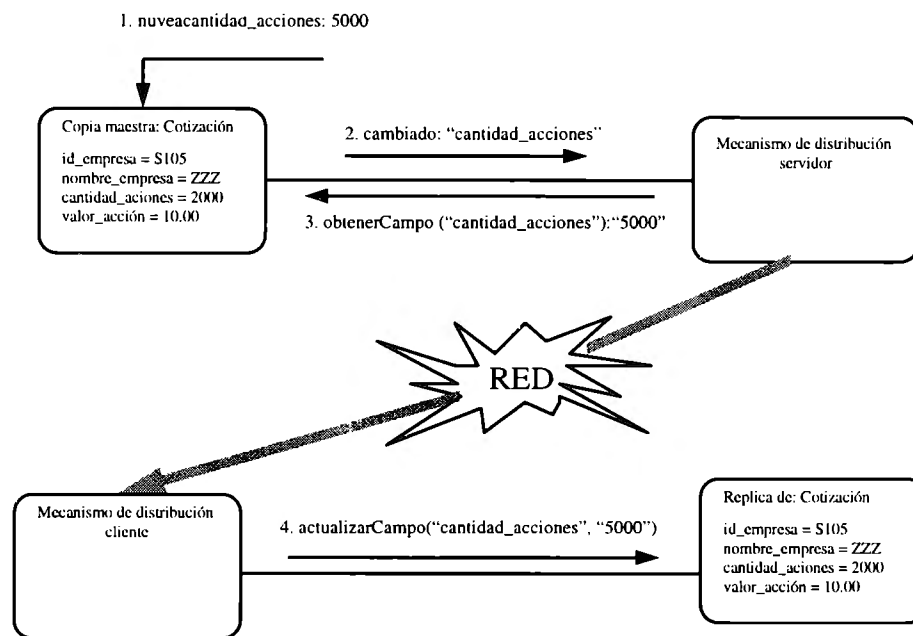 1. nuveacantidad_acciones: 5000
Copia maestra: Cotización
id_empresa = S105
nombre_empresa = ZZZ
cantidad_aciones = 2000
valor_acción = 10.00
2. cambiado: “cantidad_acciones”
3. obtenerCampo (“cantidad_acciones”):“5000”
Mecanismo de distribución
servidor
RED
Mecanismo de distribución
cliente
4. actualizarCampo(“cantidad_acciones”, “5000”)
Replica de: Cotización
id_empresa = S105
nombre_empresa = ZZZ
cantidad_aciones = 2000
valor_acción = 10.00